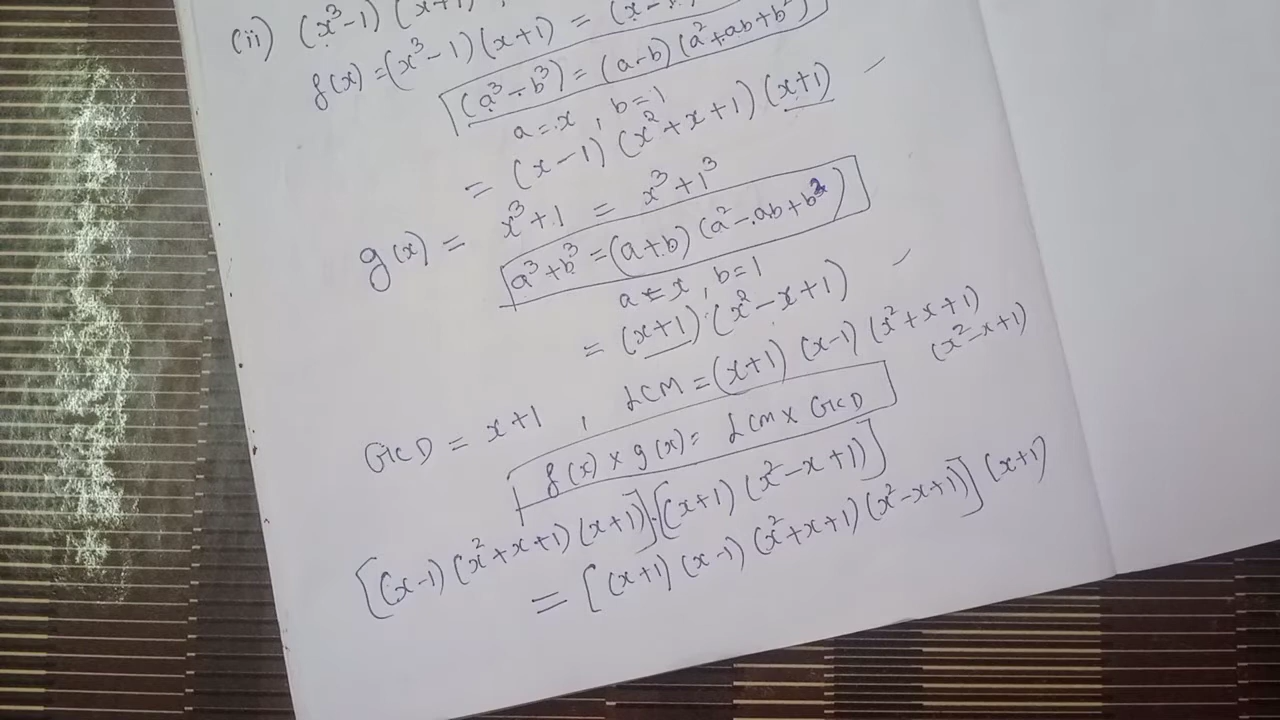 (ii) (x³-1) (x+1)
f(x) = (x³-1) (x+1) = (x-
(a³-b³) = (a-b) (a²+ab+b²)
a=x, b=1
= (x-1) (x²+x+1) (x+1)
g(x) = x³+1 = x³+1³
a³+b³ = (a+b) (a²-ab+b²)
a=x, b=1
= (x+1) (x²-x+1)
GCD = x+1, LCM = (x+1) (x-1) (x²+x+1)
(x²-x+1)
f(x) x g(x) = LCM x GCD
[(x-1) (x²+x+1) (x+1)].[(x+1) (x²-x+1)]
= [(x+1) (x-1) (x²+x+1) (x²-x+1)] (x+1)